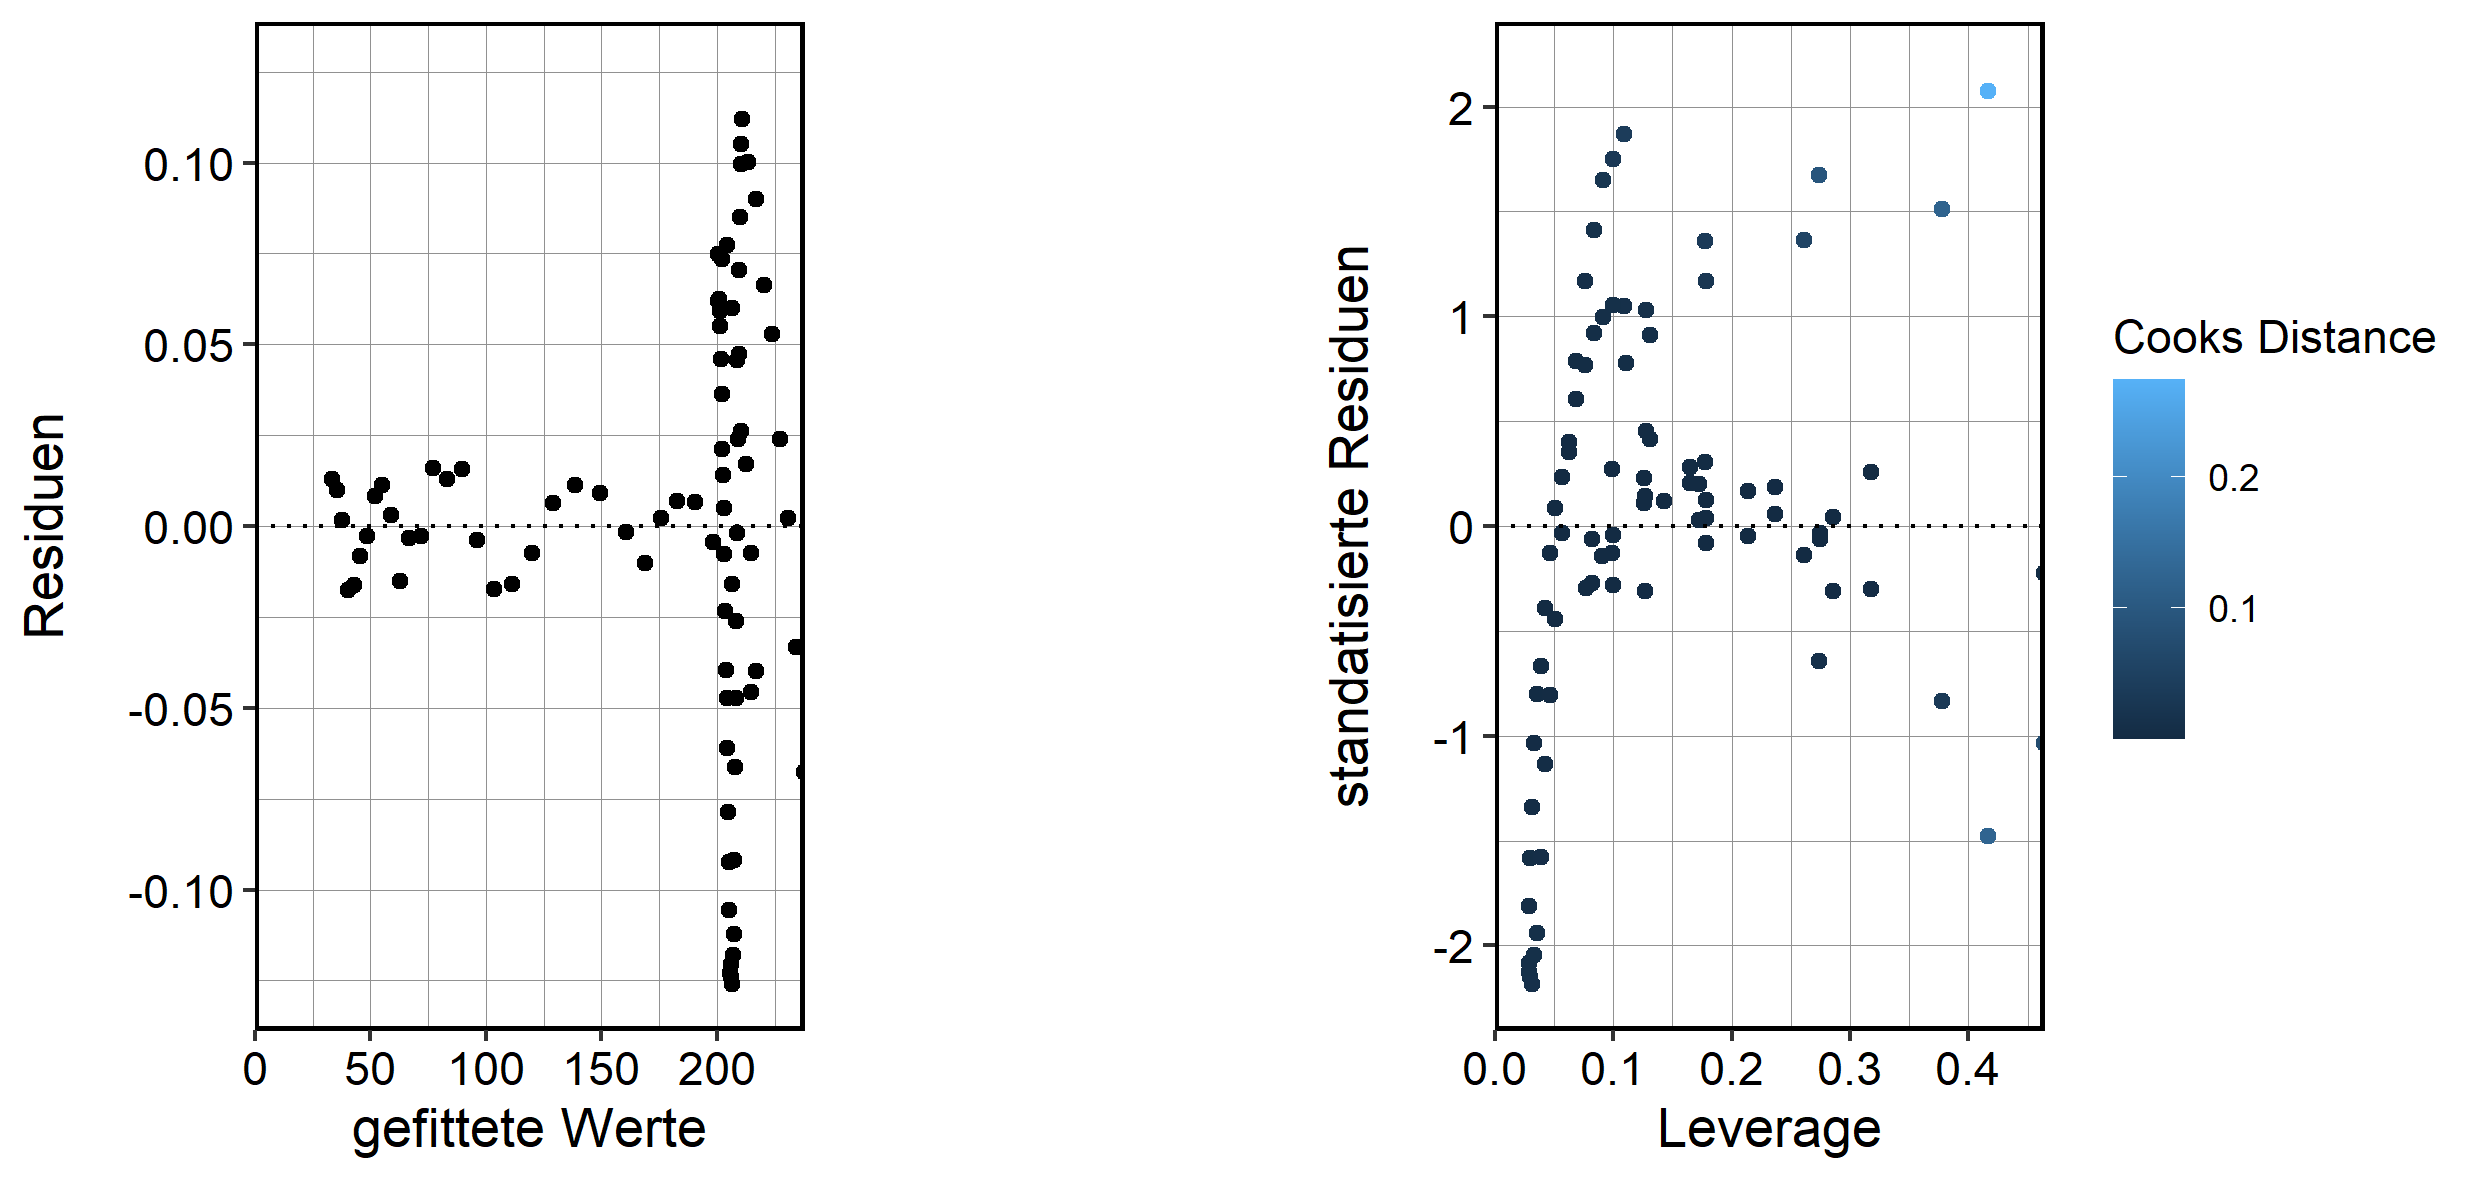 Residuen
0.10
0.05
0.00
-0.05
-0.10
0 50 100 150 200
gefittete Werte
standatisierte Residuen
2
1
0
-1
-2
0.0 0.1 0.2 0.3 0.4
Leverage
Cooks Distance
0.2
0.1